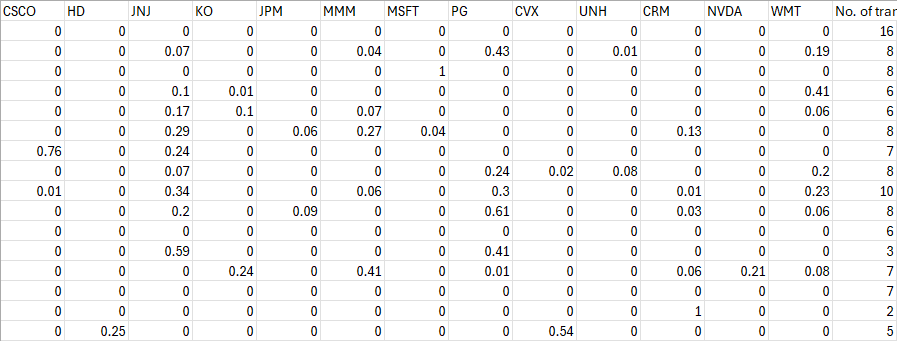 CSCO HD JNJ KO JPM MMM MSFT PG CVX UNH CRM NVDA WMT No. of tran
0 0 0 0 0 0 0 0 0 0 0 0 0 16
0 0 0.07 0 0 0.04 0 0.43 0 0.01 0 0 0.19 8
0 0 0 0 0 0 1 0 0 0 0 0 0 8
0 0 0.1 0.01 0 0 0 0 0 0 0 0 0.41 6
0 0 0.17 0.1 0 0.07 0 0 0 0 0 0 0.06 6
0 0 0.29 0 0.06 0.27 0.04 0 0 0 0.13 0 0 8
0.76 0 0.24 0 0 0 0 0 0 0 0 0 0 7
0 0 0.07 0 0 0 0 0.24 0.02 0.08 0 0 0.2 8
0.01 0 0.34 0 0 0.06 0 0.3 0 0 0.01 0 0.23 10
0 0 0.2 0 0.09 0 0 0.61 0 0 0.03 0 0.06 8
0 0 0 0 0 0 0 0 0 0 0 0 0 6
0 0 0.59 0 0 0 0 0.41 0 0 0 0 0 3
0 0 0 0.24 0 0.41 0 0.01 0 0 0.06 0.21 0.08 7
0 0 0 0 0 0 0 0 0 0 0 0 0 7
0 0 0 0 0 0 0 0 0 0 1 0 0 2
0 0.25 0 0 0 0 0 0 0.54 0 0 0 0 5